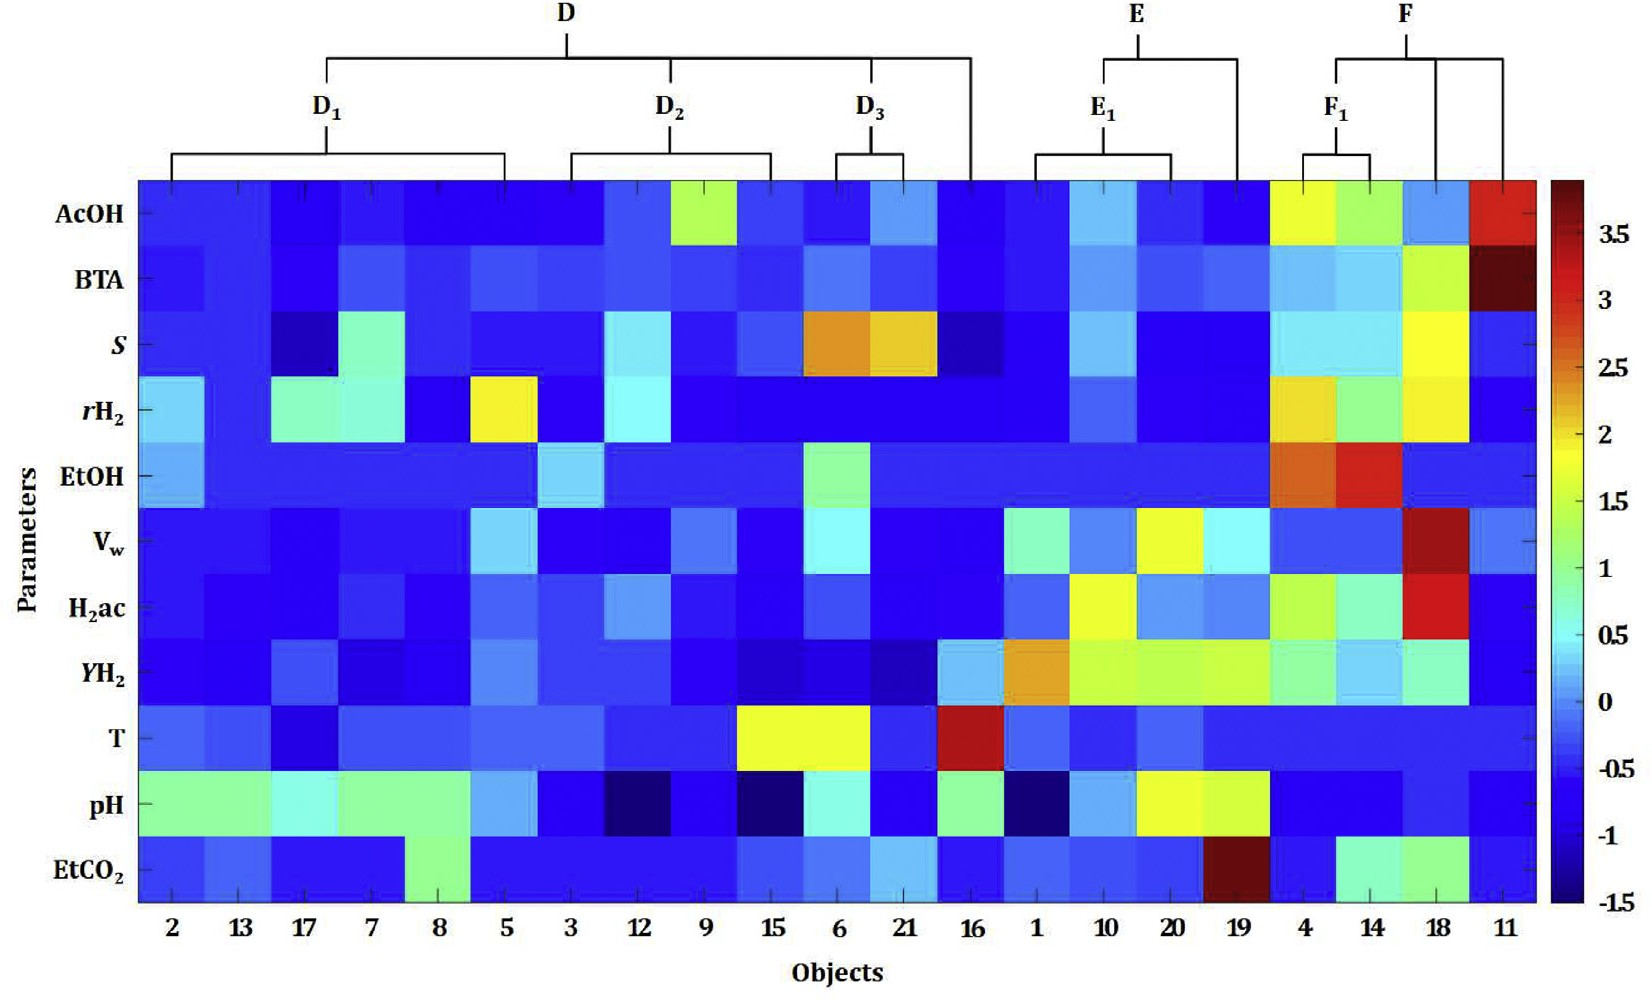 D E F
D₁ D₂ D₃ E₁ F₁
AcOH
BTA
S
rH₂
EtOH
V_w
H₂ac
YH₂
T
pH
EtCO₂
Parameters
3.5
3
2.5
2
1.5
1
0.5
0
-0.5
-1
-1.5
2 13 17 7 8 5 3 12 9 15 6 21 16 1 10 20 19 4 14 18 11
Objects